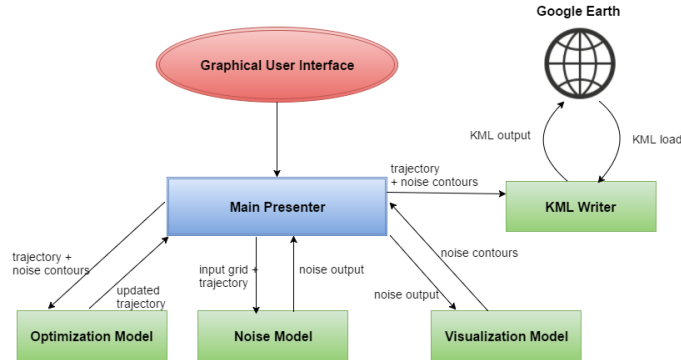 Google Earth
Graphical User Interface
KML output
KML load
trajectory
+ noise contours
Main Presenter
KML Writer
trajectory +
noise contours
updated
trajectory
input grid +
trajectory
noise output
noise output
noise contours
Optimization Model
Noise Model
Visualization Model